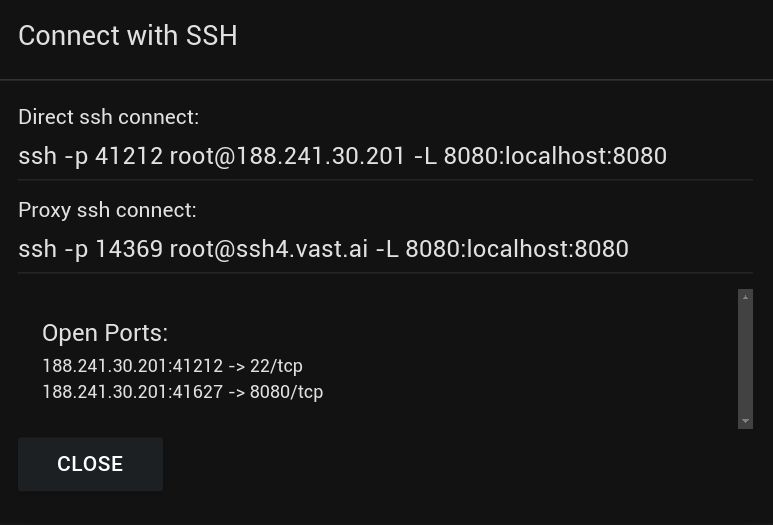 Connect with SSH
Direct ssh connect:
ssh -p 41212 root@188.241.30.201 -L 8080:localhost:8080
Proxy ssh connect:
ssh -p 14369 root@ssh4.vast.ai -L 8080:localhost:8080
Open Ports:
188.241.30.201:41212 -> 22/tcp
188.241.30.201:41627 -> 8080/tcp
CLOSE